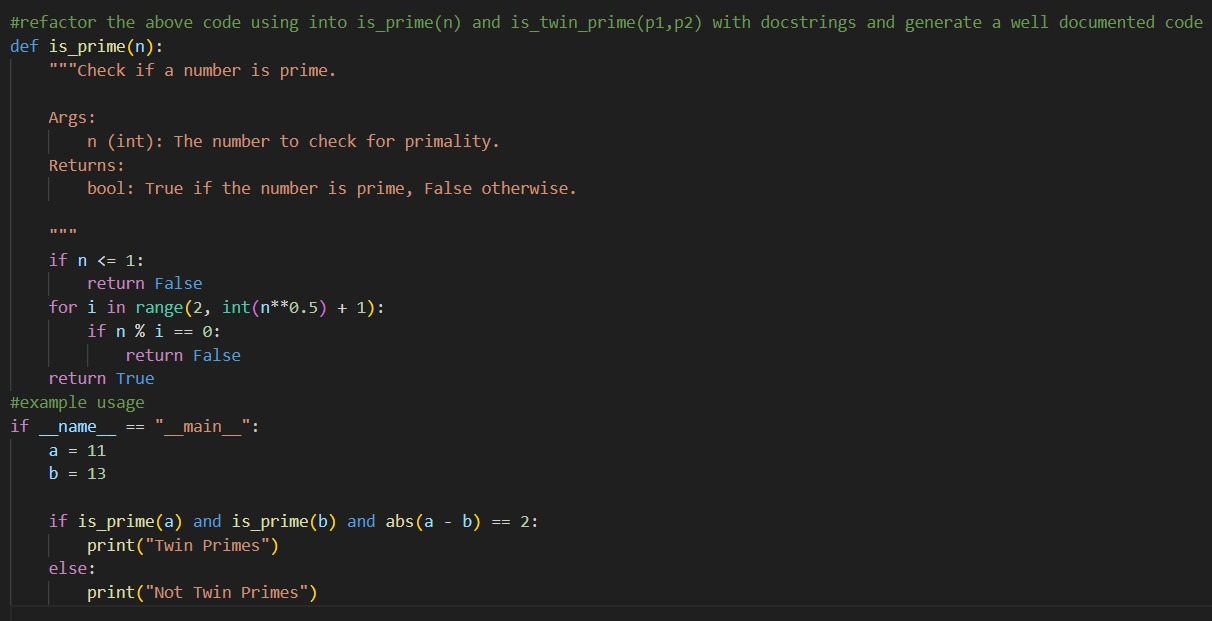 #refactor the above code using into is_prime(n) and is_twin_prime(p1,p2) with docstrings and generate a well documented code
def is_prime(n):
    """Check if a number is prime.

    Args:
        n (int): The number to check for primality.
    Returns:
        bool: True if the number is prime, False otherwise.

    """
    if n <= 1:
        return False
    for i in range(2, int(n**0.5) + 1):
        if n % i == 0:
            return False
    return True
#example usage
if __name__ == "__main__":
    a = 11
    b = 13

    if is_prime(a) and is_prime(b) and abs(a - b) == 2:
        print("Twin Primes")
    else:
        print("Not Twin Primes")